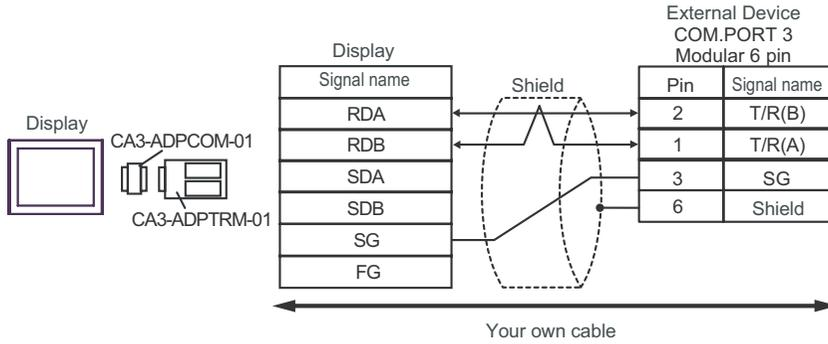 External Device
COM.PORT 3
Modular 6 pin
Display
Signal name
Shield
Pin Signal name
RDA
2 T/R(B)
Display
CA3-ADPCOM-01
RDB
1 T/R(A)
SDA
3 SG
CA3-ADPTRM-01
SDB
6 Shield
SG
FG
Your own cable